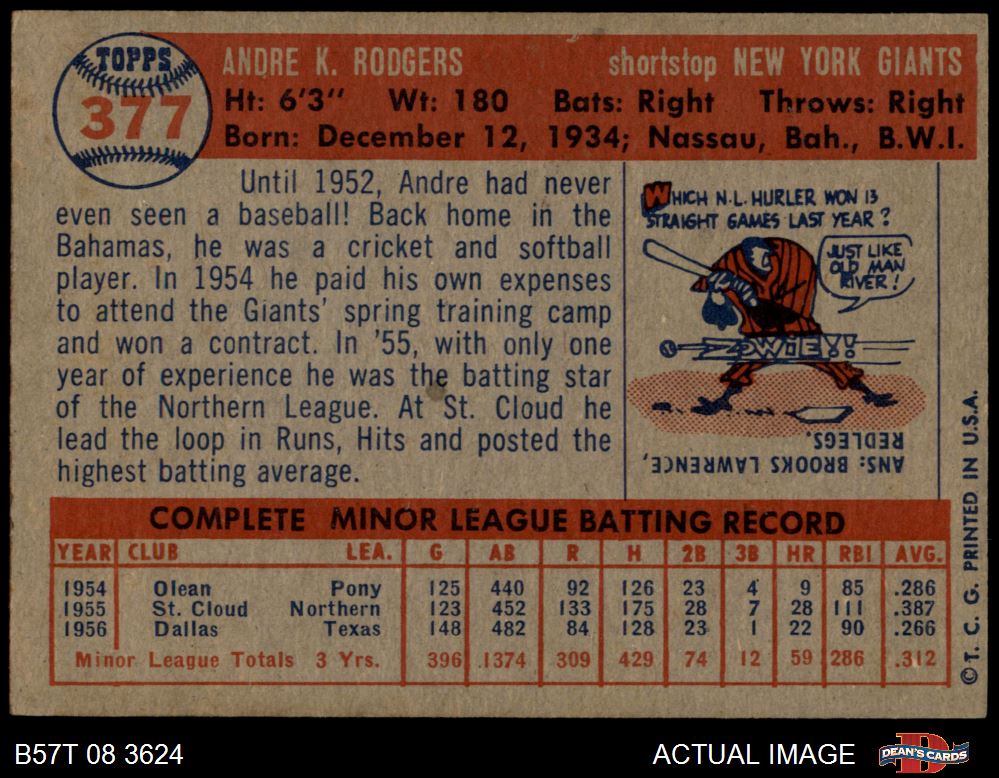 TOPPS
377
ANDRE K. RODGERS shortstop NEW YORK GIANTS
Ht: 6'3" Wt: 180 Bats: Right Throws: Right
Born: December 12, 1934; Nassau, Bah., B.W.I.
Until 1952, Andre had never
even seen a baseball! Back home in the
Bahamas, he was a cricket and softball
player. In 1954 he paid his own expenses
to attend the Giants' spring training camp
and won a contract. In '55, with only one
year of experience he was the batting star
of the Northern League. At St. Cloud he
lead the loop in Runs, Hits and posted the
highest batting average.
WHICH N.L. HURLER WON 13
STRAIGHT GAMES LAST YEAR?
JUST LIKE
OLD MAN
RIVER!
ZOWIE!!
ANS: BROOKS LAWRENCE,
REDLEGS.
©T. C. G. PRINTED IN U.S.A.
COMPLETE MINOR LEAGUE BATTING RECORD
YEAR CLUB LEA. G AB R H 2B 3B HR RBI AVG.
1954 Olean Pony 125 440 92 126 23 4 9 85 .286
1955 St. Cloud Northern 123 452 133 175 28 7 28 111 .387
1956 Dallas Texas 148 482 84 128 23 1 22 90 .266
Minor League Totals 3 Yrs. 396 1374 309 429 74 12 59 286 .312
B57T 08 3624 ACTUAL IMAGE DEAN'S CARDS